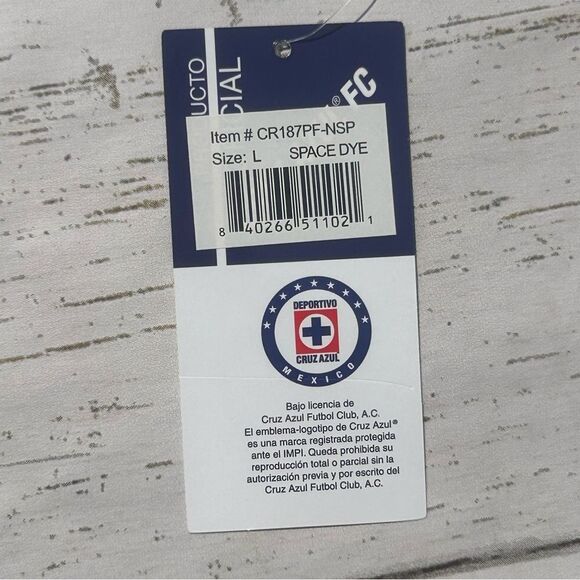 Item # CR187PF-NSP
Size: L SPACE DYE
8 40266 51102 1
® FC
DEPORTIVO
CRUZ AZUL
MEXICO
Bajo licencia de
Cruz Azul Futbol Club, A.C.
El emblema-logotipo de Cruz Azul®
es una marca registrada protegida
ante el IMPI. Queda prohibida su
reproducción total o parcial sin la
autorización previa y por escrito del
Cruz Azul Futbol Club, A.C.